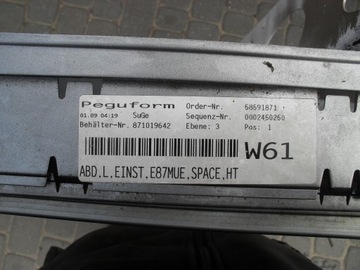 Peguform Order-Nr. 68691871
01.09 04:19 SuGe Sequenz-Nr. 0002450260
Behälter-Nr. 871019642 Ebene: 3 Pos: 1
W61
ABD,L,EINST,E87MUE,SPACE,HT